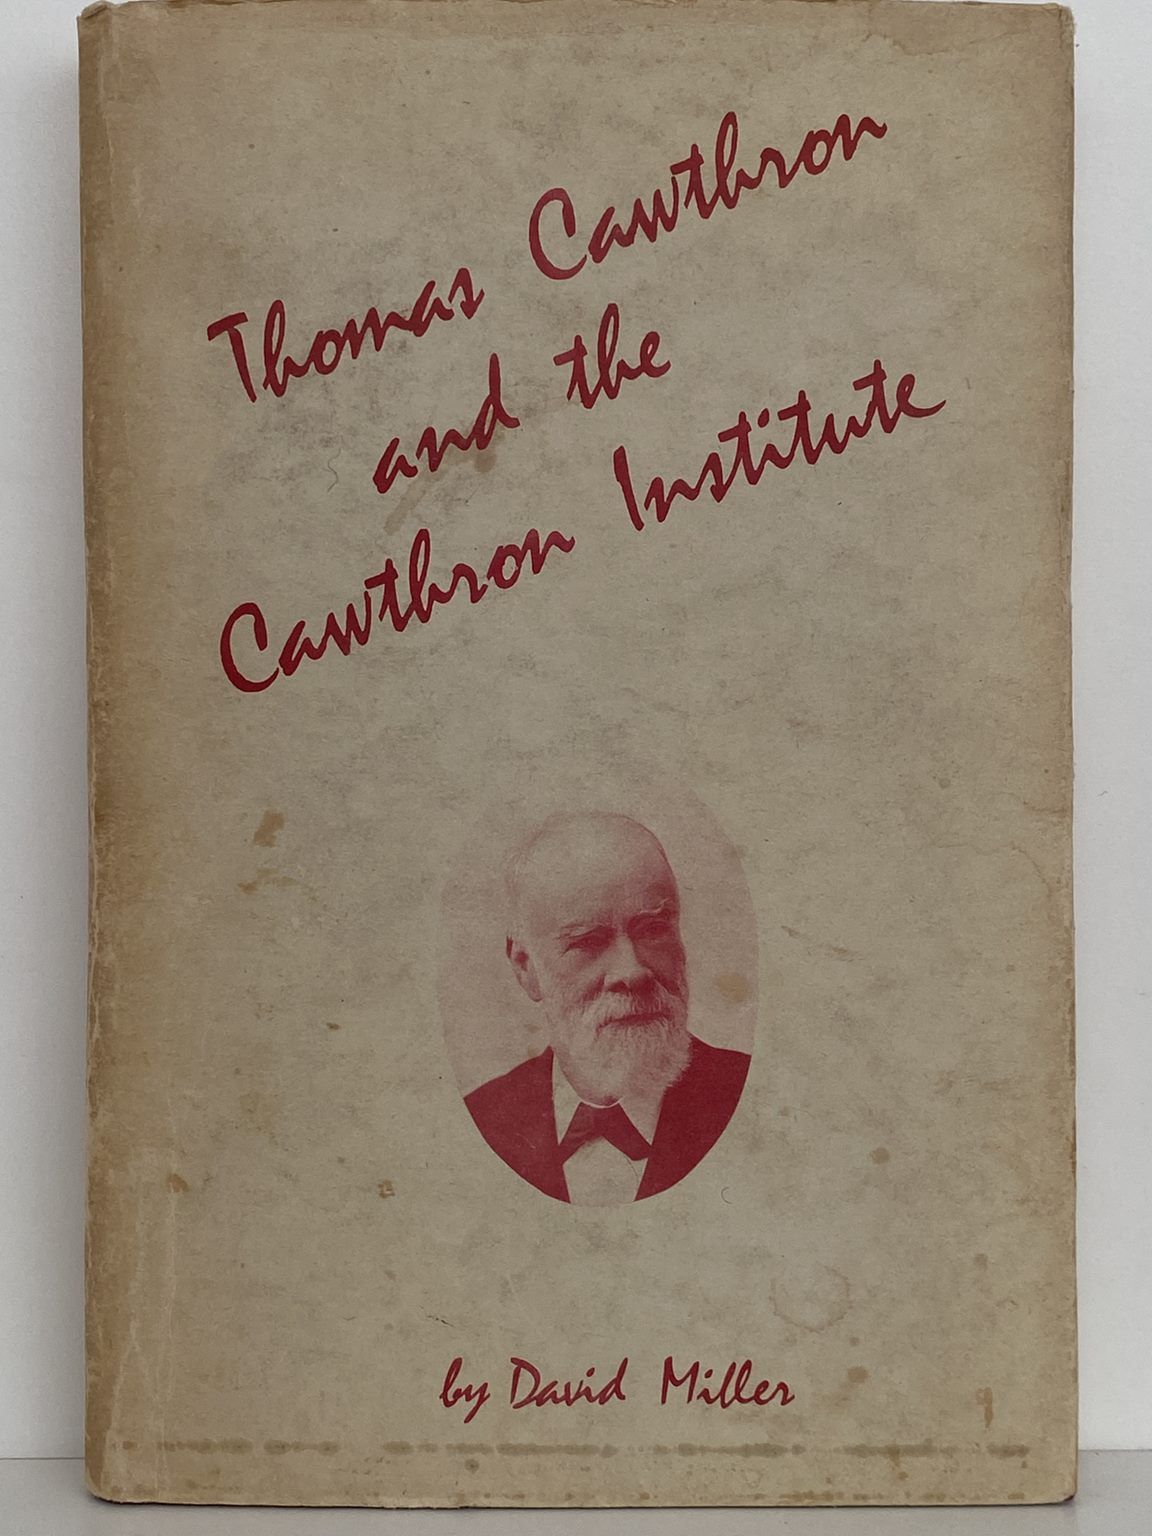 Thomas Cawthron
and the
Cawthron Institute
by David Miller